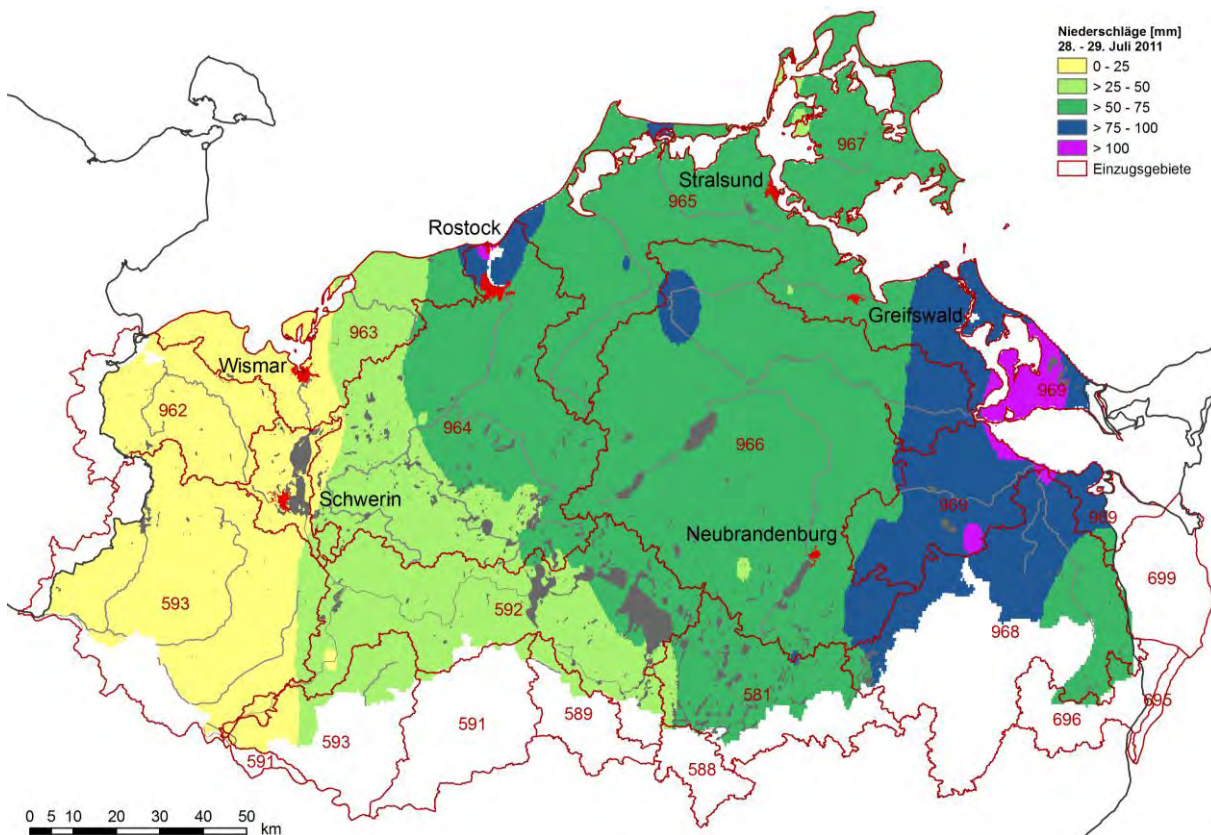 Niederschläge [mm]
28. - 29. Juli 2011
0 - 25
> 25 - 50
> 50 - 75
> 75 - 100
> 100
Einzugsgebiete
967
Stralsund
965
Rostock
Greifswald
963
Wismar
969
962
964
966
Schwerin
969
969
Neubrandenburg
699
593
592
968
581
695
696
589
591
593
591
588
0 5 10 20 30 40 50
km